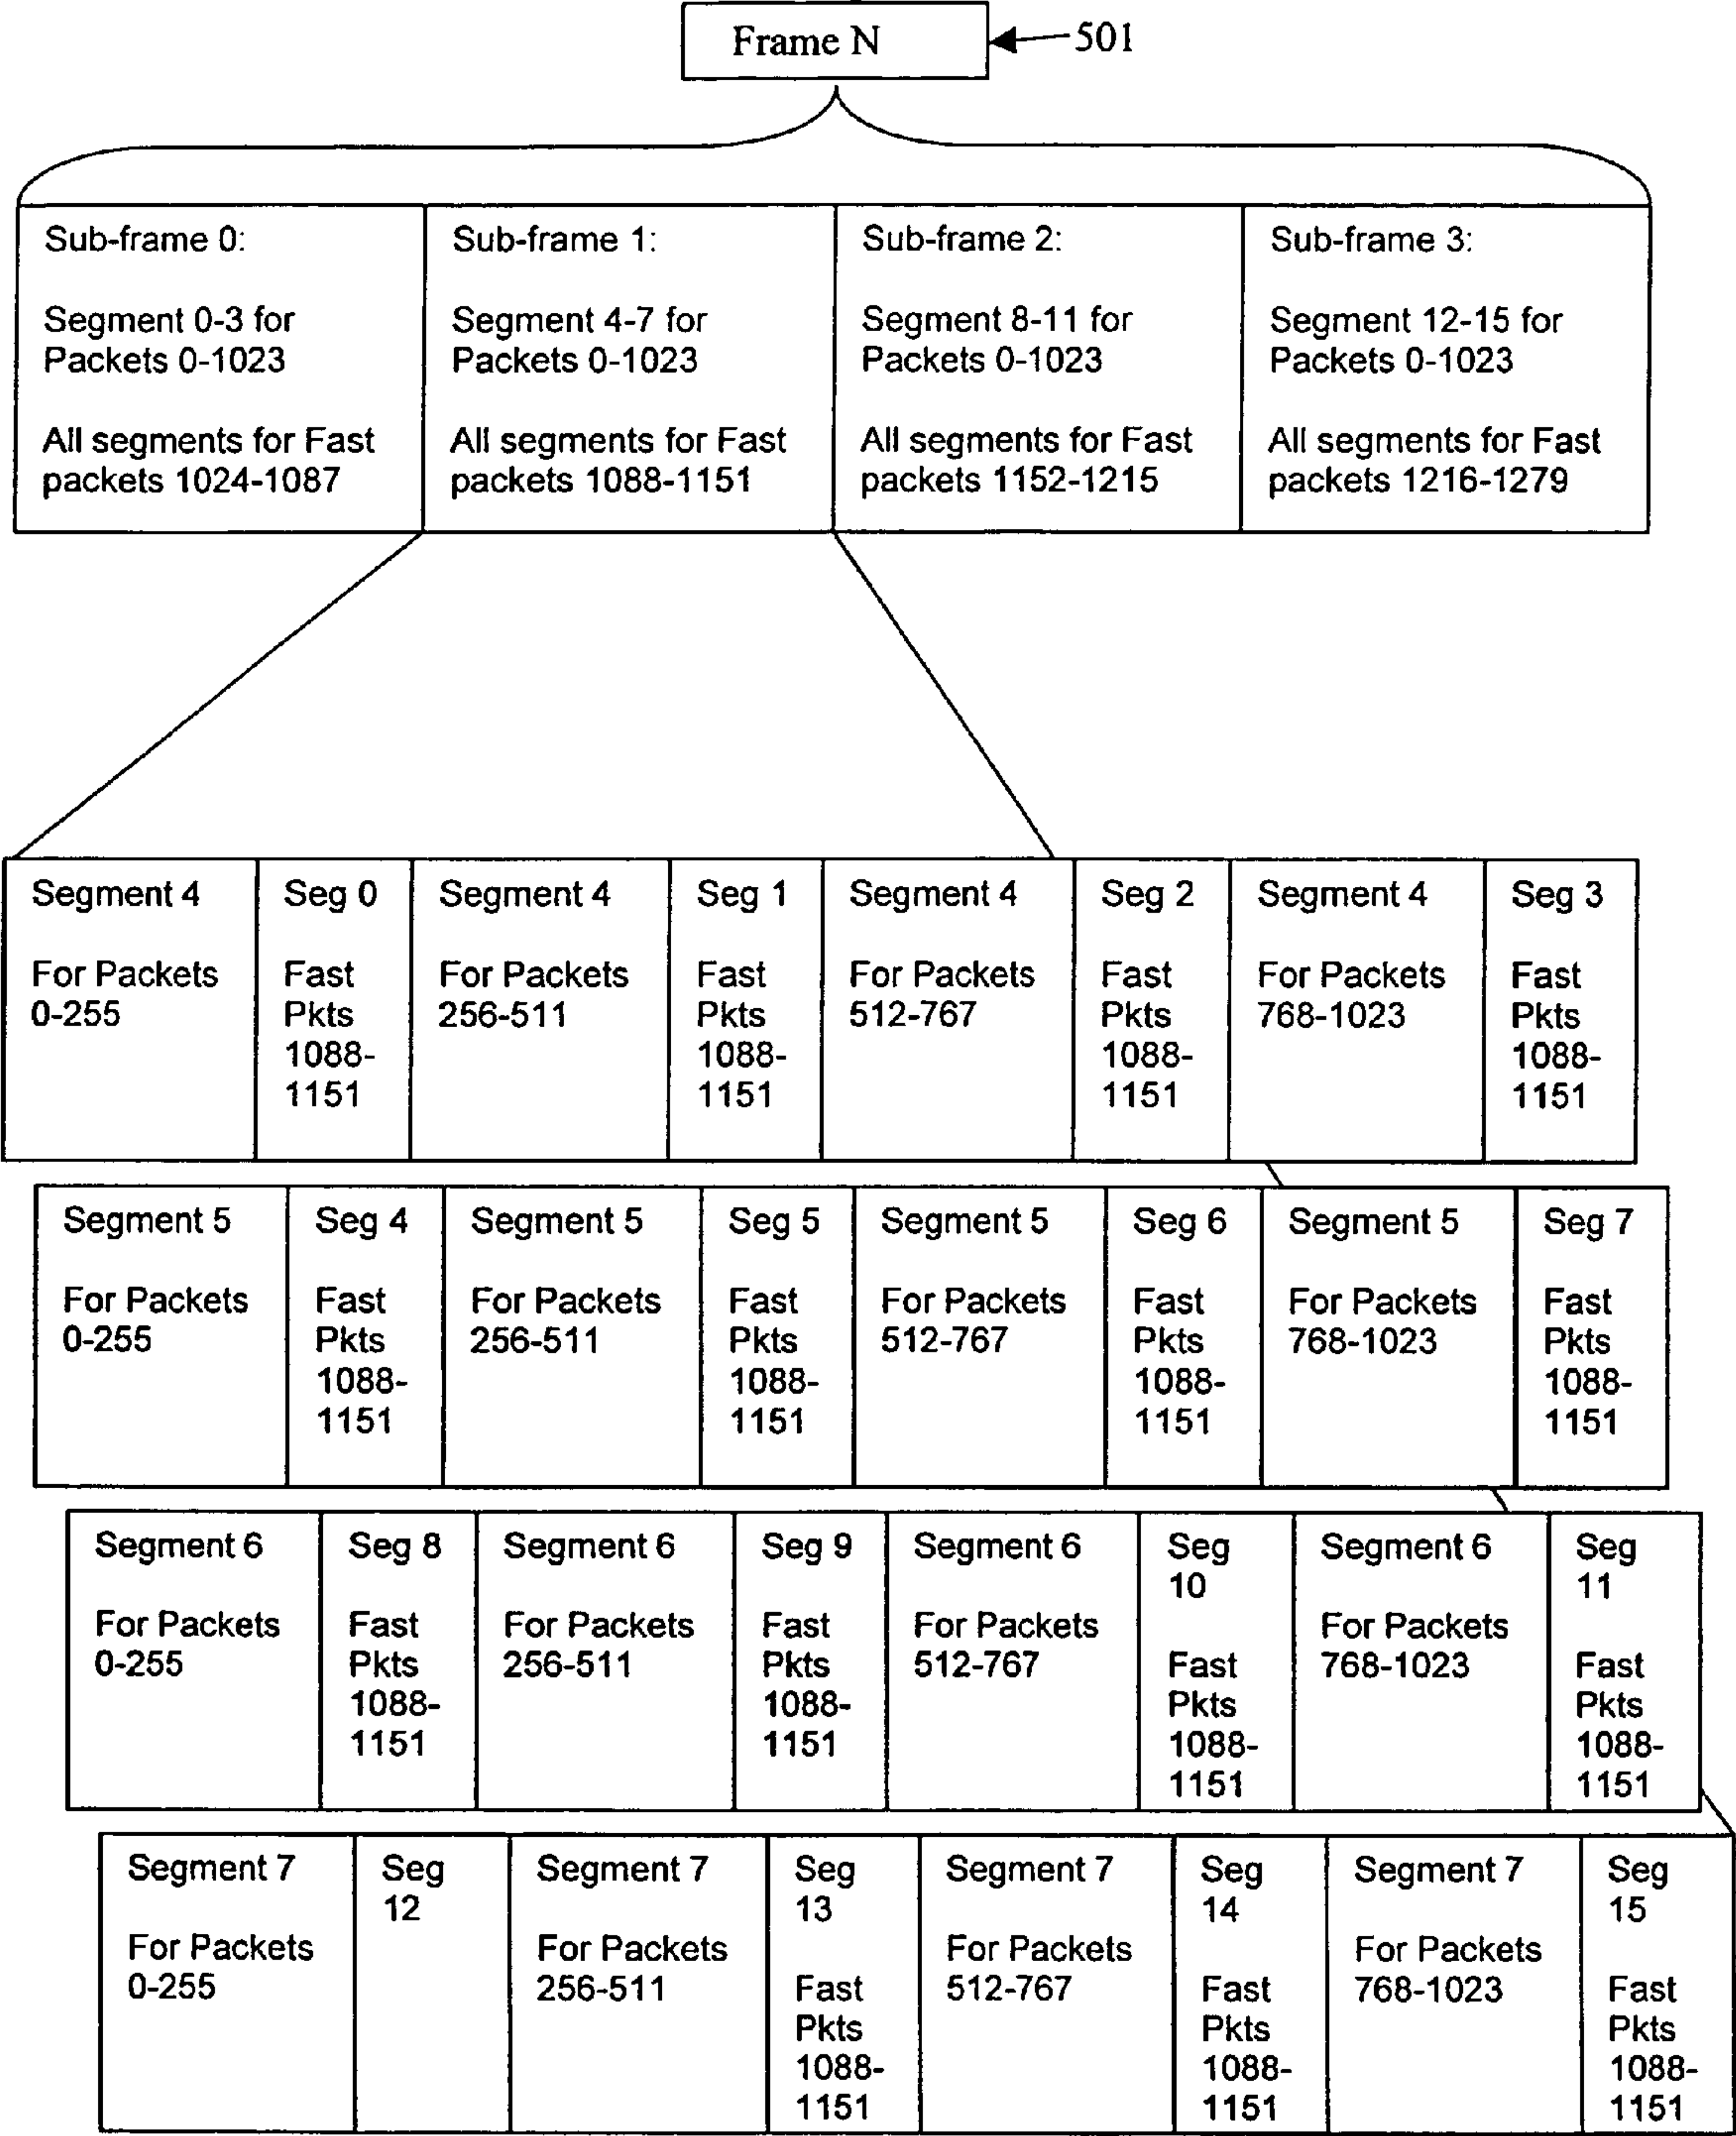 Frame N
501
Sub-frame 0:
Segment 0-3 for
Packets 0-1023
All segments for Fast
packets 1024-1087
Sub-frame 1:
Segment 4-7 for
Packets 0-1023
All segments for Fast
packets 1088-1151
Sub-frame 2:
Segment 8-11 for
Packets 0-1023
All segments for Fast
packets 1152-1215
Sub-frame 3:
Segment 12-15 for
Packets 0-1023
All segments for Fast
packets 1216-1279
Segment 4
For Packets
0-255
Seg 0
Fast
Pkts
1088-
1151
Segment 4
For Packets
256-511
Seg 1
Fast
Pkts
1088-
1151
Segment 4
For Packets
512-767
Seg 2
Fast
Pkts
1088-
1151
Segment 4
For Packets
768-1023
Seg 3
Fast
Pkts
1088-
1151
Segment 5
For Packets
0-255
Seg 4
Fast
Pkts
1088-
1151
Segment 5
For Packets
256-511
Seg 5
Fast
Pkts
1088-
1151
Segment 5
For Packets
512-767
Seg 6
Fast
Pkts
1088-
1151
Segment 5
For Packets
768-1023
Seg 7
Fast
Pkts
1088-
1151
Segment 6
For Packets
0-255
Seg 8
Fast
Pkts
1088-
1151
Segment 6
For Packets
256-511
Seg 9
Fast
Pkts
1088-
1151
Segment 6
For Packets
512-767
Seg
10
Fast
Pkts
1088-
1151
Segment 6
For Packets
768-1023
Seg
11
Fast
Pkts
1088-
1151
Segment 7
For Packets
0-255
Seg
12
Segment 7
For Packets
256-511
Seg
13
Fast
Pkts
1088-
1151
Segment 7
For Packets
512-767
Seg
14
Fast
Pkts
1088-
1151
Segment 7
For Packets
768-1023
Seg
15
Fast
Pkts
1088-
1151